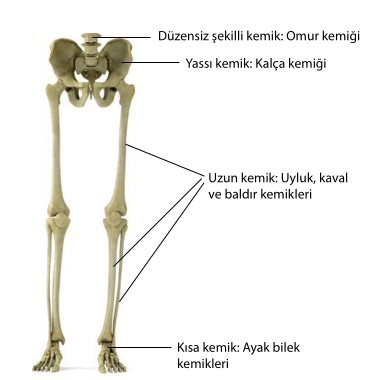 Düzensiz şekilli kemik: Omur kemiği
Yassı kemik: Kalça kemiği
Uzun kemik: Uyluk, kaval
ve baldır kemikleri
Kısa kemik: Ayak bilek
kemikleri